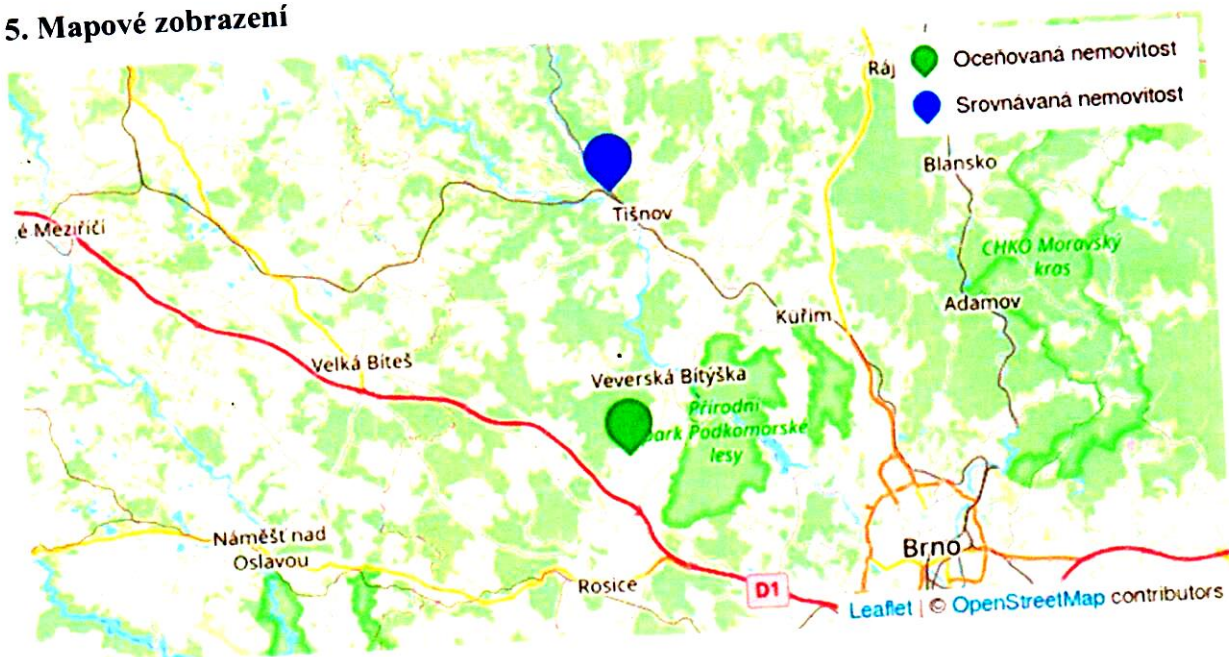 5. Mapové zobrazení
Oceňovaná nemovitost
Srovnávaná nemovitost
Ráj
Blansko
Tišnov
é Meziříčí
CHKO Moravský
kras
Adamov
Kuřim
Velká Bíteš
Veverská Bítýška
Přírodní
park Podkomorské
lesy
Náměšť nad
Oslavou
Brno
Rosice
D1
Leaflet | © OpenStreetMap contributors